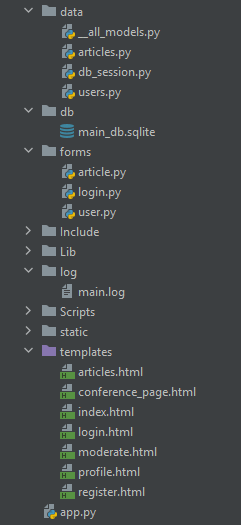 data
__all_models.py
articles.py
db_session.py
users.py
db
main_db.sqlite
forms
article.py
login.py
user.py
Include
Lib
log
main.log
Scripts
static
templates
articles.html
conference_page.html
index.html
login.html
moderate.html
profile.html
register.html
app.py